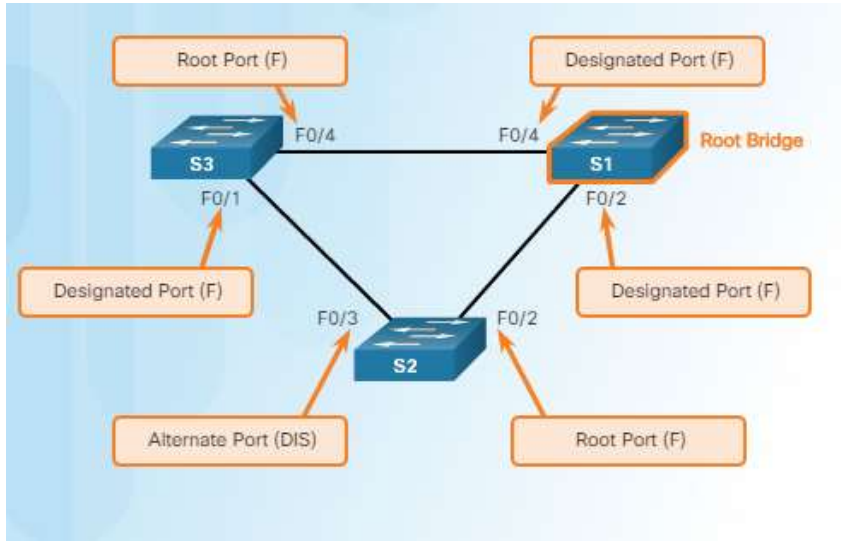 Root Port (F)
Designated Port (F)
F0/4
F0/4
S3
S1
Root Bridge
F0/1
F0/2
Designated Port (F)
Designated Port (F)
F0/3
F0/2
S2
Alternate Port (DIS)
Root Port (F)